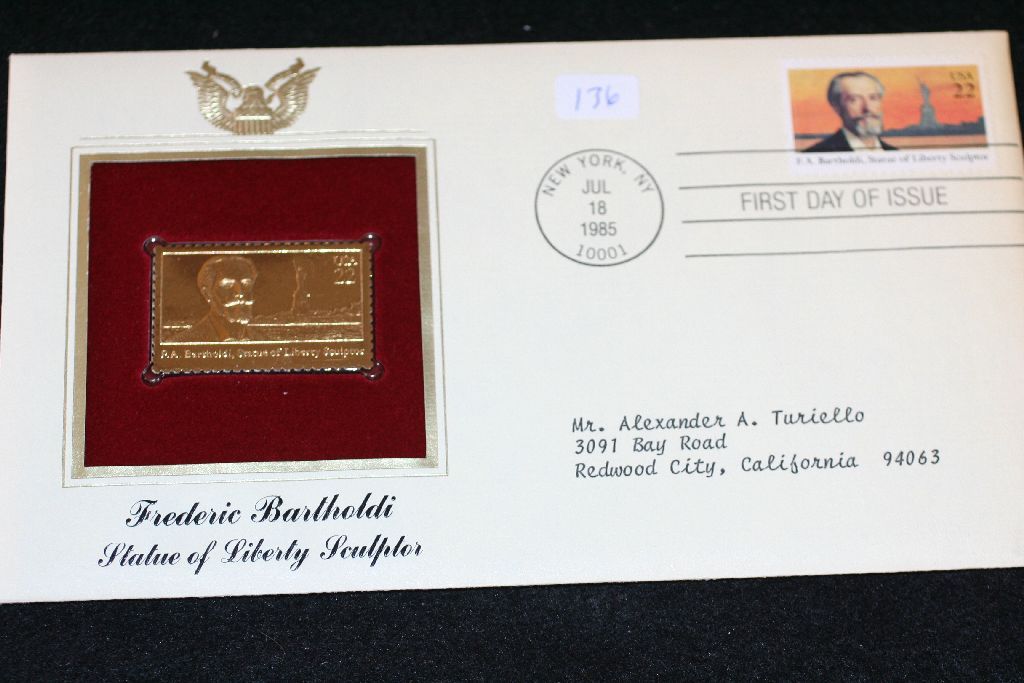 136
USA
22
F.A. Bartholdi, Statue of Liberty Sculptor
NEW YORK, NY
JUL
18
1985
10001
FIRST DAY OF ISSUE
USA
22
F.A. Bartholdi, Statue of Liberty Sculptor
Mr. Alexander A. Turiello
3091 Bay Road
Redwood City, California 94063
Frederic Bartholdi
Statue of Liberty Sculptor